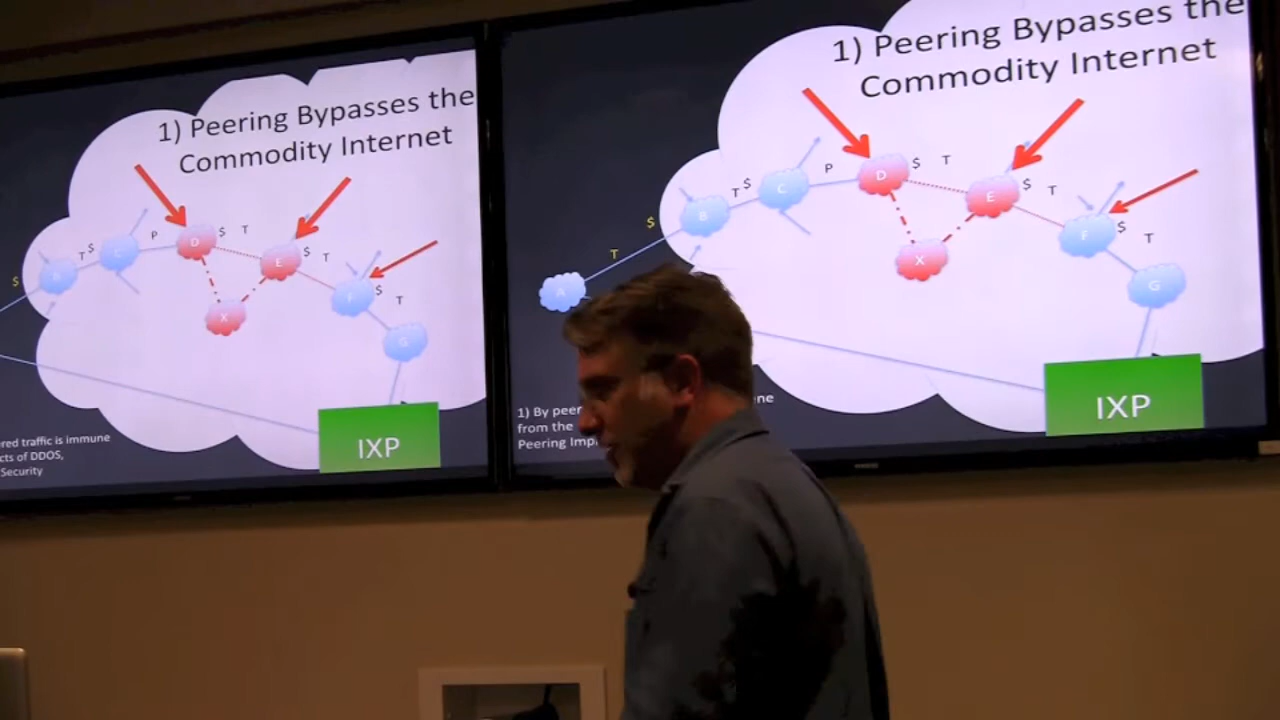 1) Peering Bypasses the
Commodity Internet
$
T
$
P
D
$
T
E
$
T
F
$
T
X
G
IXP
ered traffic is immune
cts of DDOS,
Security
1) Peering Bypasses the
Commodity Internet
A
T
$
B
T
$
C
P
D
$
T
E
$
T
F
$
T
X
G
IXP
1) By peer
ne
from the
Peering Imp